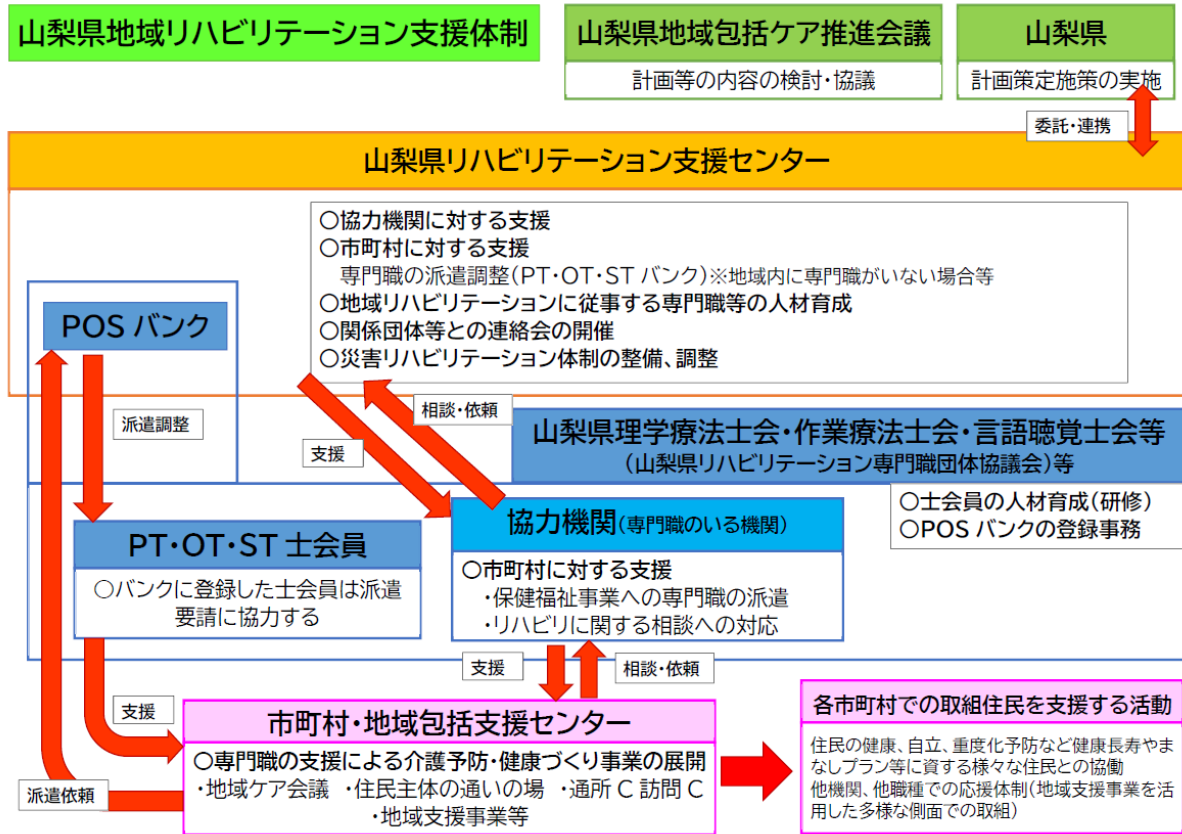 山梨県地域リハビリテーション支援体制
山梨県地域包括ケア推進会議
計画等の内容の検討・協議
山梨県
計画策定施策の実施
委託・連携
山梨県リハビリテーション支援センター
〇協力機関に対する支援
〇市町村に対する支援
専門職の派遣調整(PT・OT・ST バンク)※地域内に専門職がいない場合等
〇地域リハビリテーションに従事する専門職等の人材育成
〇関係団体等との連絡会の開催
〇災害リハビリテーション体制の整備、調整
POS バンク
派遣調整
支援
相談・依頼
山梨県理学療法士会・作業療法士会・言語聴覚士会等
(山梨県リハビリテーション専門職団体協議会)等
〇士会員の人材育成(研修)
〇POS バンクの登録事務
PT・OT・ST 士会員
〇バンクに登録した士会員は派遣
要請に協力する
協力機関(専門職のいる機関)
〇市町村に対する支援
・保健福祉事業への専門職の派遣
・リハビリに関する相談への対応
支援
相談・依頼
支援
派遣依頼
市町村・地域包括支援センター
〇専門職の支援による介護予防・健康づくり事業の展開
・地域ケア会議 ・住民主体の通いの場 ・通所 C 訪問 C
・地域支援事業等
各市町村での取組住民を支援する活動
住民の健康、自立、重度化予防など健康長寿やま
なしプラン等に資する様々な住民との協働
他機関、他職種での応援体制(地域支援事業を活
用した多様な側面での取組)